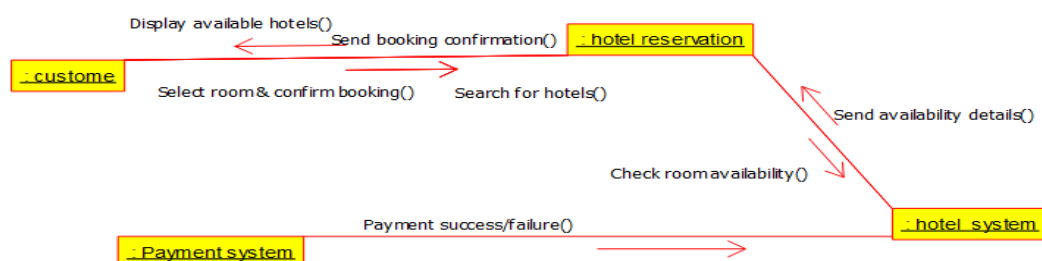 Display available hotels()
Send booking confirmation()
: hotel reservation
: custome
Select room & confirm booking()
Search for hotels()
Send availability details()
Check room availability()
Payment success/failure()
: hotel system
: Payment system